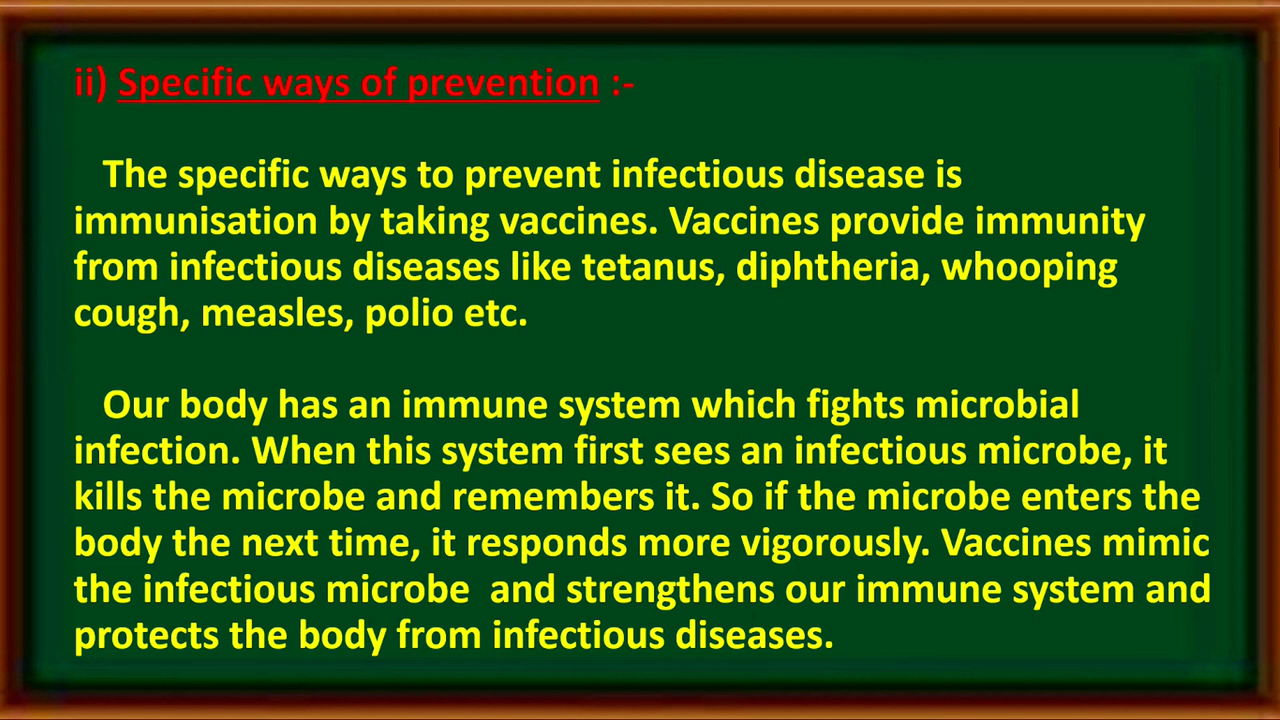 ii) Specific ways of prevention :-
The specific ways to prevent infectious disease is
immunisation by taking vaccines. Vaccines provide immunity
from infectious diseases like tetanus, diphtheria, whooping
cough, measles, polio etc.
Our body has an immune system which fights microbial
infection. When this system first sees an infectious microbe, it
kills the microbe and remembers it. So if the microbe enters the
body the next time, it responds more vigorously. Vaccines mimic
the infectious microbe  and strengthens our immune system and
protects the body from infectious diseases.